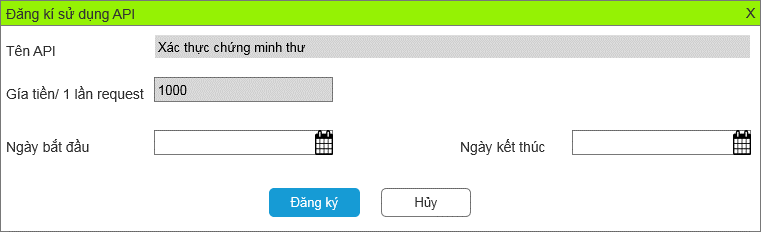 Đăng kí sử dụng API X
Tên API Xác thực chứng minh thư
Gía tiền/ 1 lần request 1000
Ngày bắt đầu Ngày kết thúc
Đăng ký Hủy